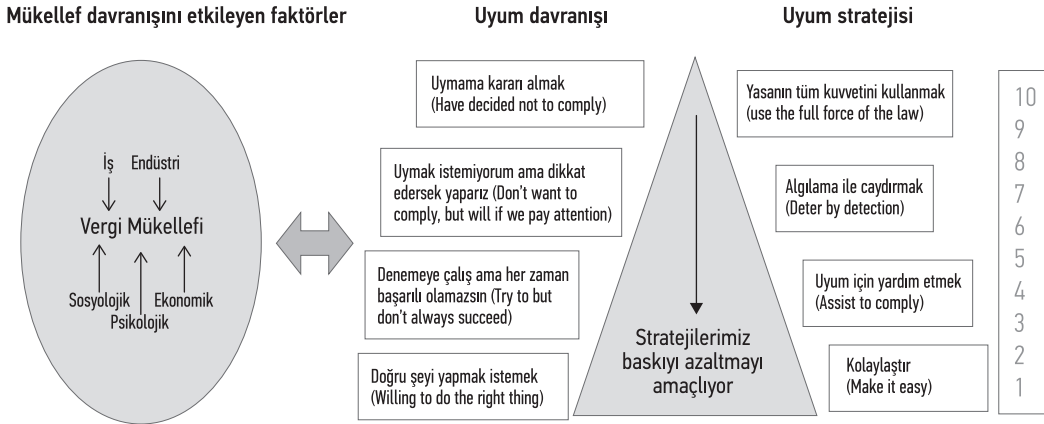 Mükellef davranışını etkileyen faktörler
Uyum davranışı
Uyum stratejisi
İş
Endüstri
Vergi Mükellefi
Sosyolojik
Ekonomik
Psikolojik
Uymama kararı almak
(Have decided not to comply)
Uymak istemiyorum ama dikkat
edersek yaparız (Don't want to
comply, but will if we pay attention)
Denemeye çalış ama her zaman
başarılı olamazsın (Try to but
don't always succeed)
Doğru şeyi yapmak istemek
(Willing to do the right thing)
Stratejilerimiz
baskıyı azaltmayı
amaçlıyor
Yasanın tüm kuvvetini kullanmak
(use the full force of the law)
Algılama ile caydırmak
(Deter by detection)
Uyum için yardım etmek
(Assist to comply)
Kolaylaştır
(Make it easy)
10
9
8
7
6
5
4
3
2
1